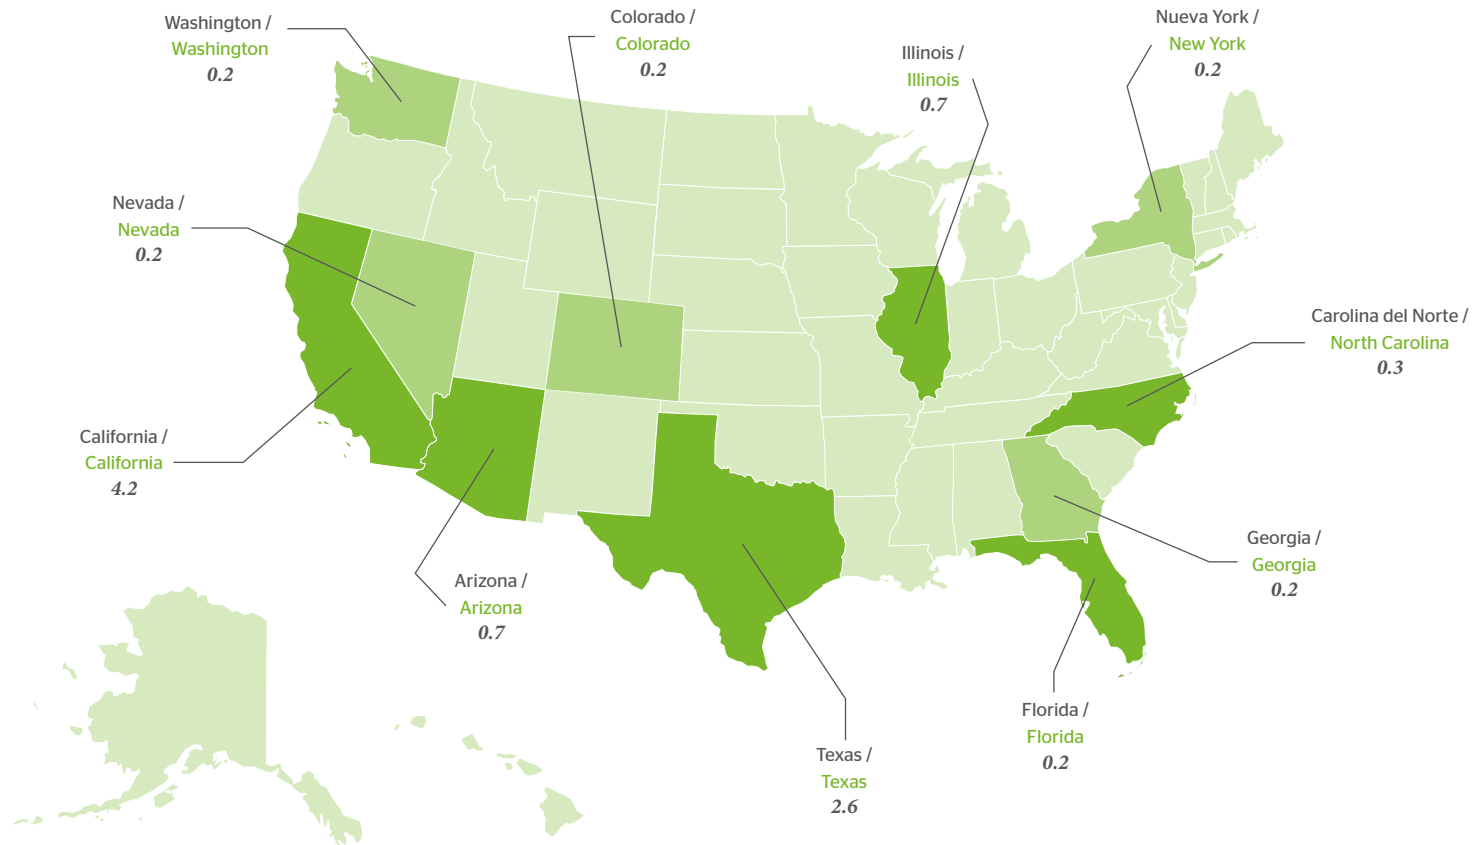 Washington /
Washington
0.2
Colorado /
Colorado
0.2
Illinois /
Illinois
0.7
Nueva York /
New York
0.2
Nevada /
Nevada
0.2
Carolina del Norte /
North Carolina
0.3
California /
California
4.2
Arizona /
Arizona
0.7
Georgia /
Georgia
0.2
Florida /
Florida
0.2
Texas /
Texas
2.6